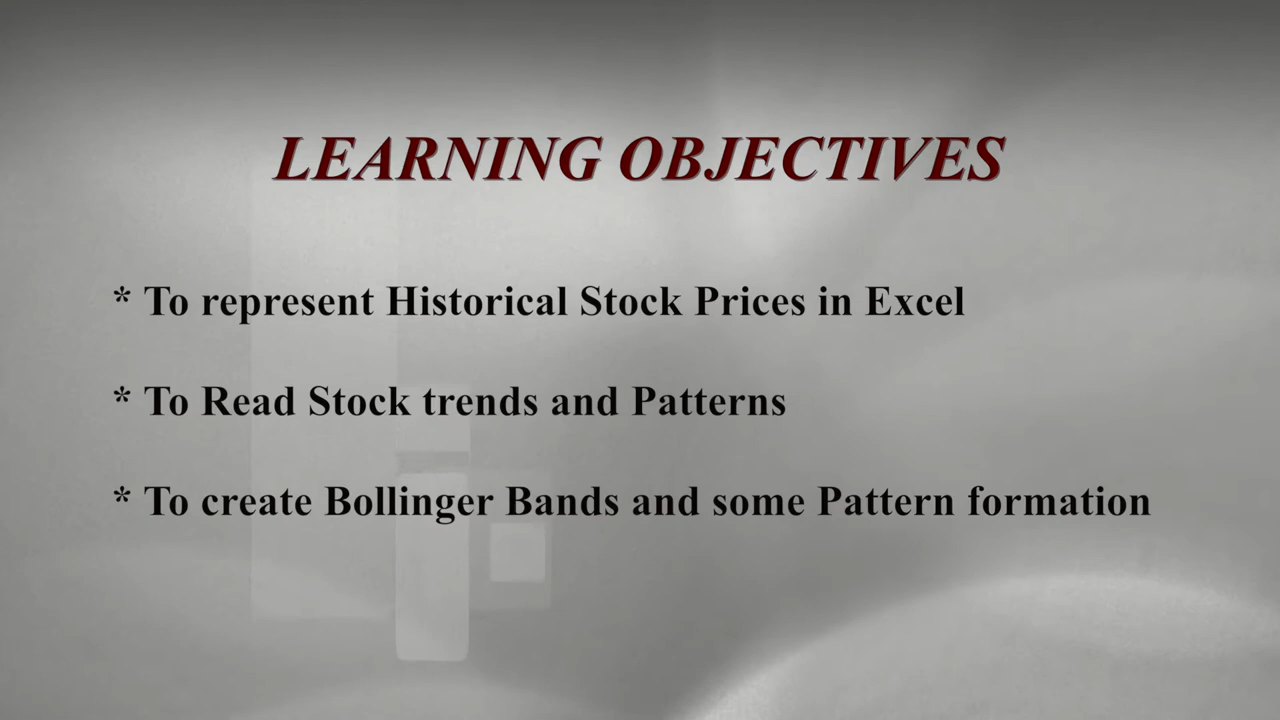 LEARNING OBJECTIVES
* To represent Historical Stock Prices in Excel
* To Read Stock trends and Patterns
* To create Bollinger Bands and some Pattern formation